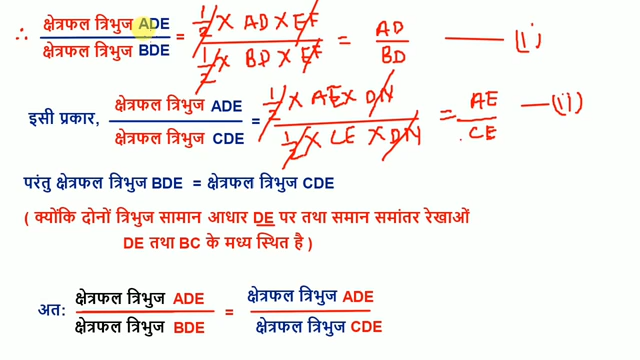 ∴ क्षेत्रफल त्रिभुज ADE / क्षेत्रफल त्रिभुज BDE = 1/2 × AD × EF / 1/2 × BD × EF = AD / BD —— (i)
इसी प्रकार, क्षेत्रफल त्रिभुज ADE / क्षेत्रफल त्रिभुज CDE = 1/2 × AE × DN / 1/2 × CE × DN = AE / CE —(ii)
परंतु क्षेत्रफल त्रिभुज BDE = क्षेत्रफल त्रिभुज CDE
( क्योंकि दोनों त्रिभुज सामान आधार DE पर तथा समान समांतर रेखाओं
DE तथा BC के मध्य स्थित है )
अत: क्षेत्रफल त्रिभुज ADE / क्षेत्रफल त्रिभुज BDE = क्षेत्रफल त्रिभुज ADE / क्षेत्रफल त्रिभुज CDE